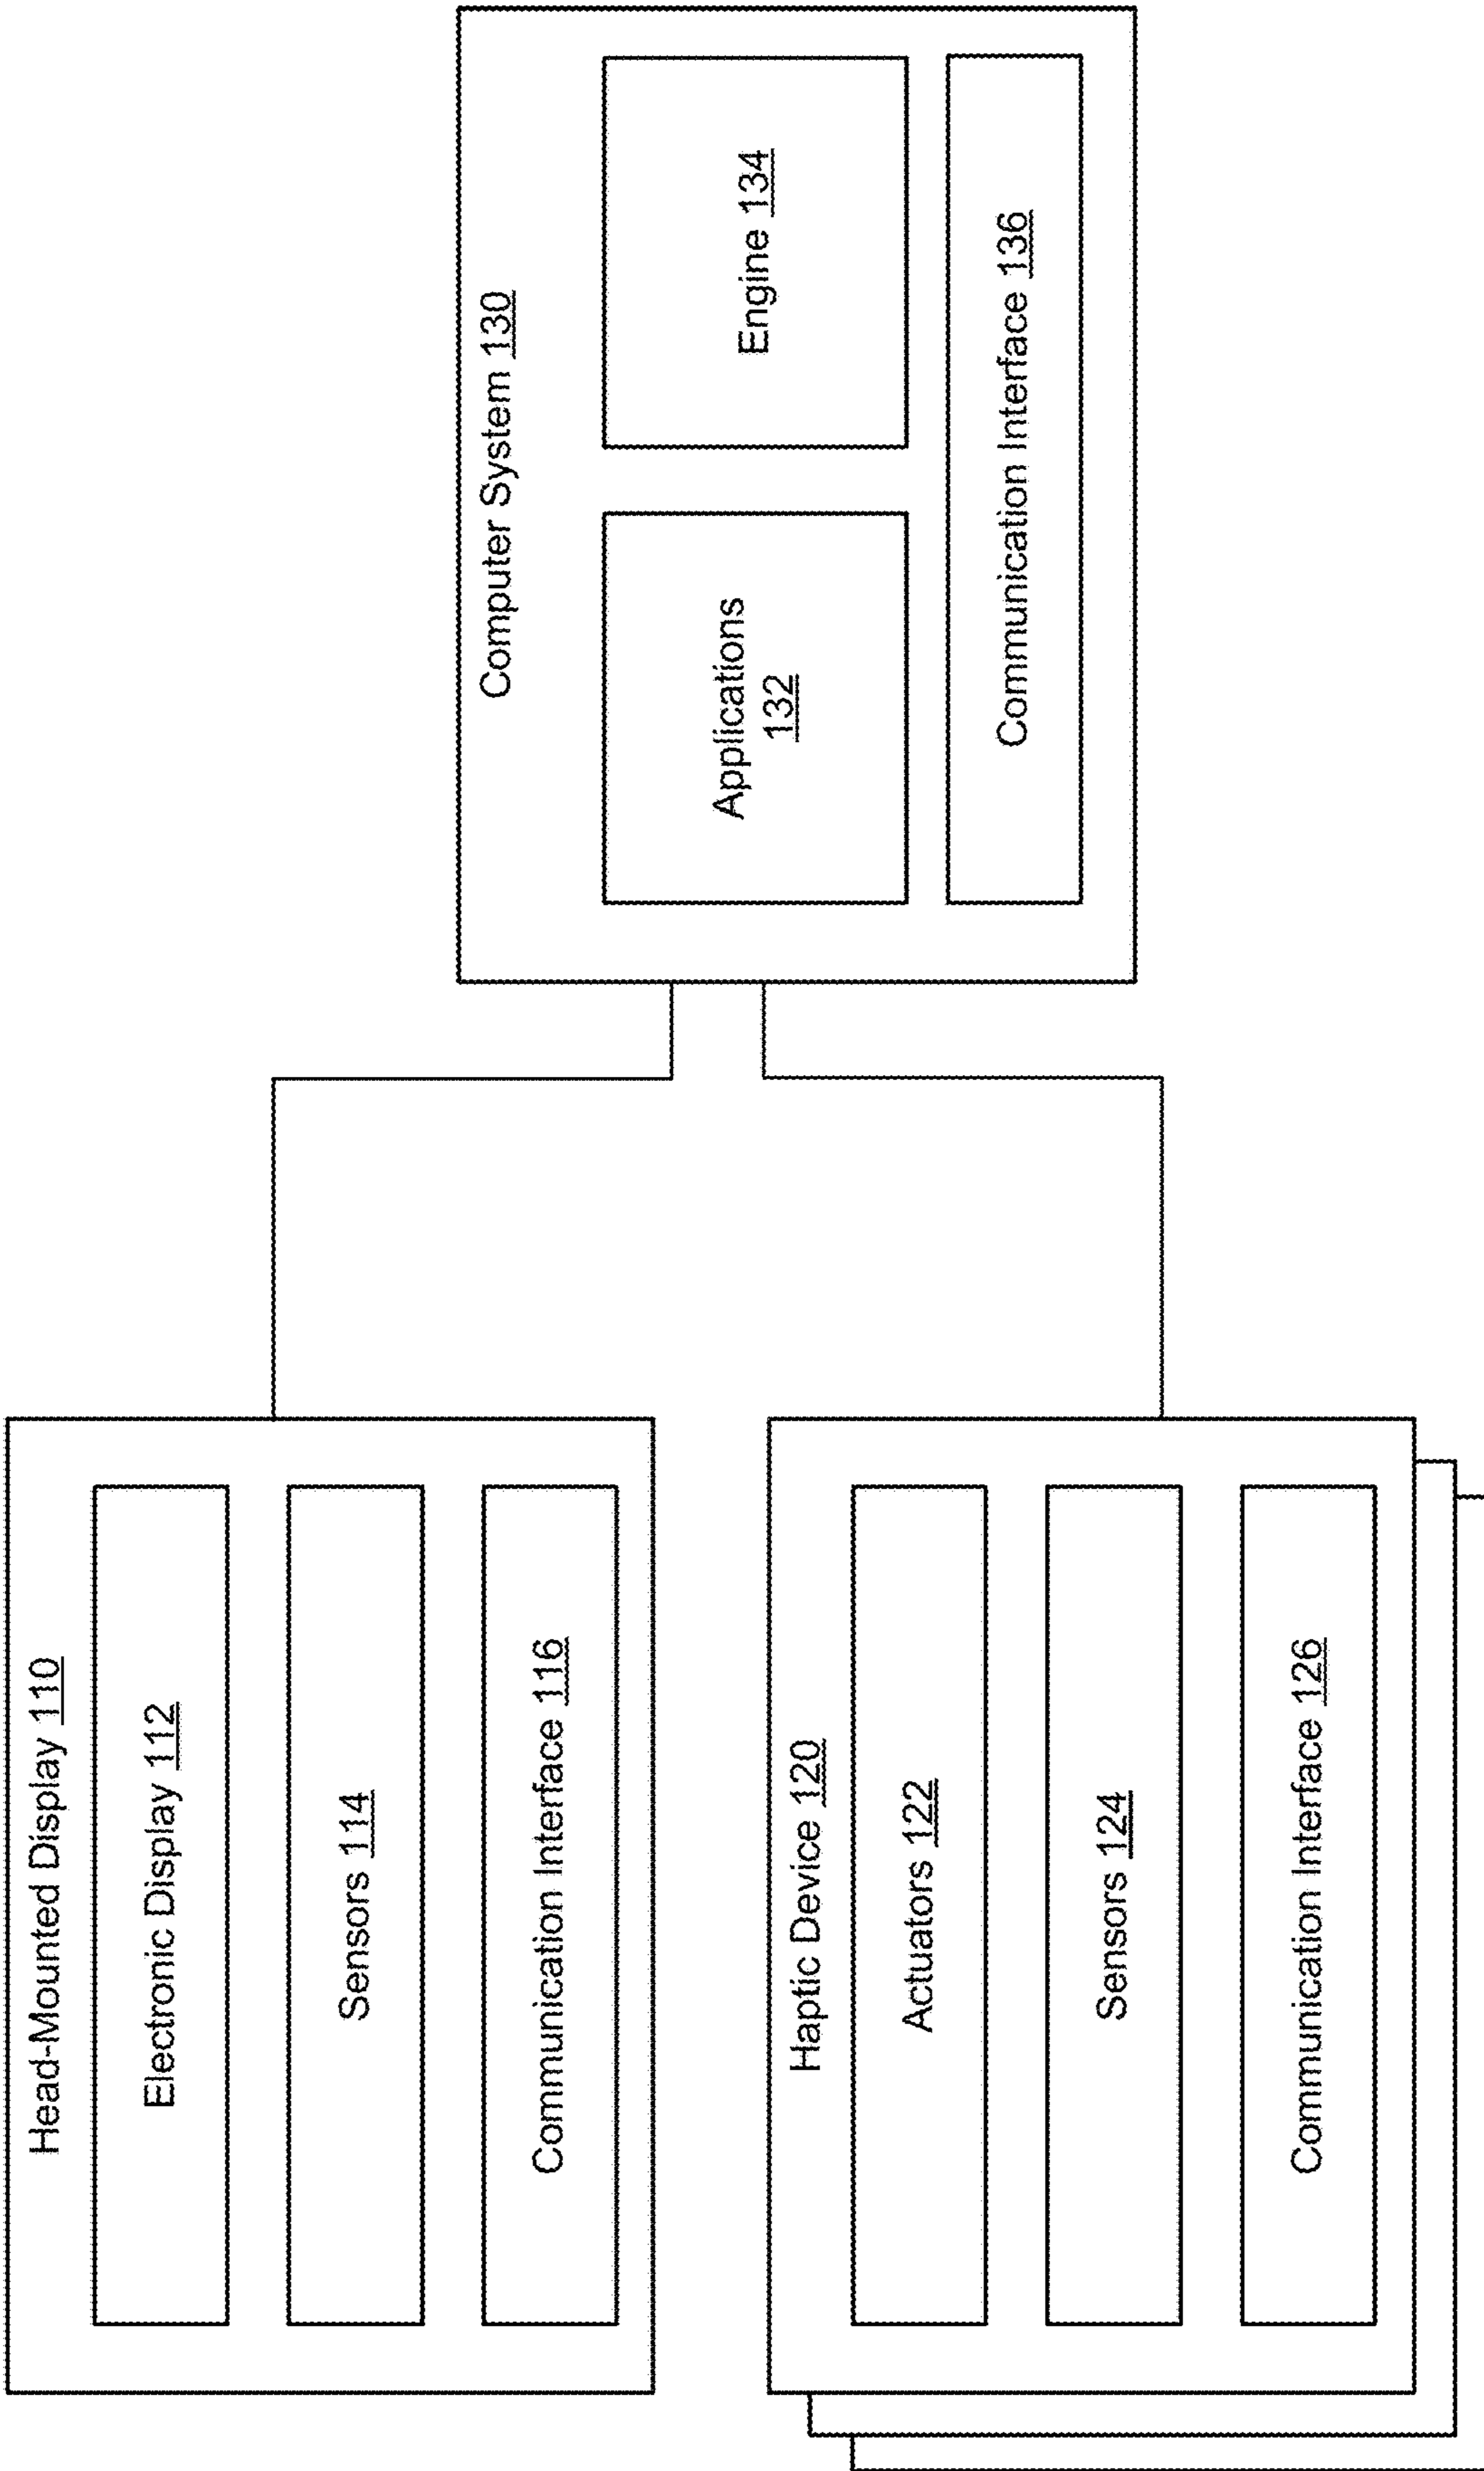 Head-Mounted Display 110
Electronic Display 112
Sensors 114
Communication Interface 116
Haptic Device 120
Actuators 122
Sensors 124
Communication Interface 126
Computer System 130
Applications
132
Engine 134
Communication Interface 136